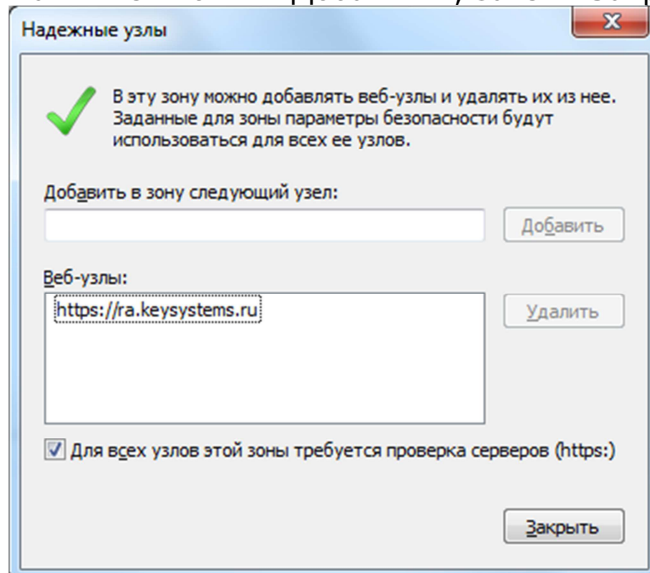 Надежные узлы
В эту зону можно добавлять веб-узлы и удалять их из нее.
Заданные для зоны параметры безопасности будут
использоваться для всех ее узлов.
Добавить в зону следующий узел:
Добавить
Веб-узлы:
https://ra.keysystems.ru
Удалить
Для всех узлов этой зоны требуется проверка серверов (https:)
Закрыть